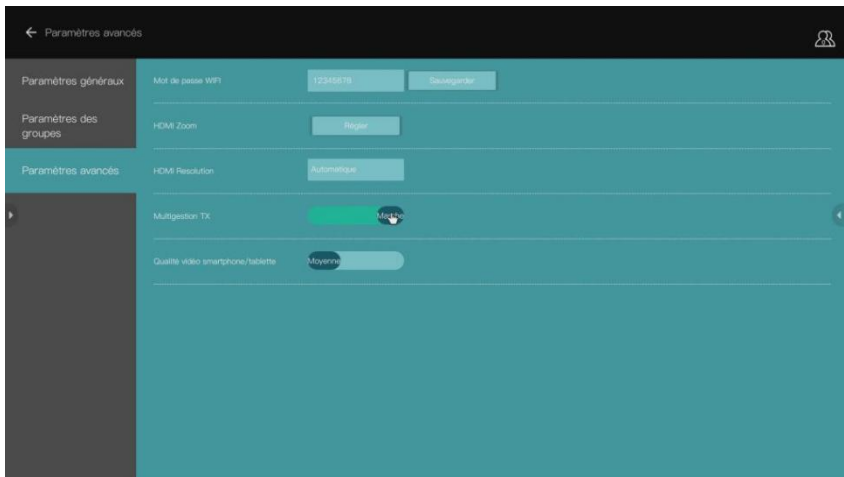 Paramètres avancés
Paramètres généraux
Mot de passe WIFI
12345678
Sauvegarder
Paramètres des
groupes
HDMI Zoom
Régler
Paramètres avancés
HDMI Resolution
Automatique
Multigestion TX
Marche
Qualité vidéo smartphone/tablette
Moyenne